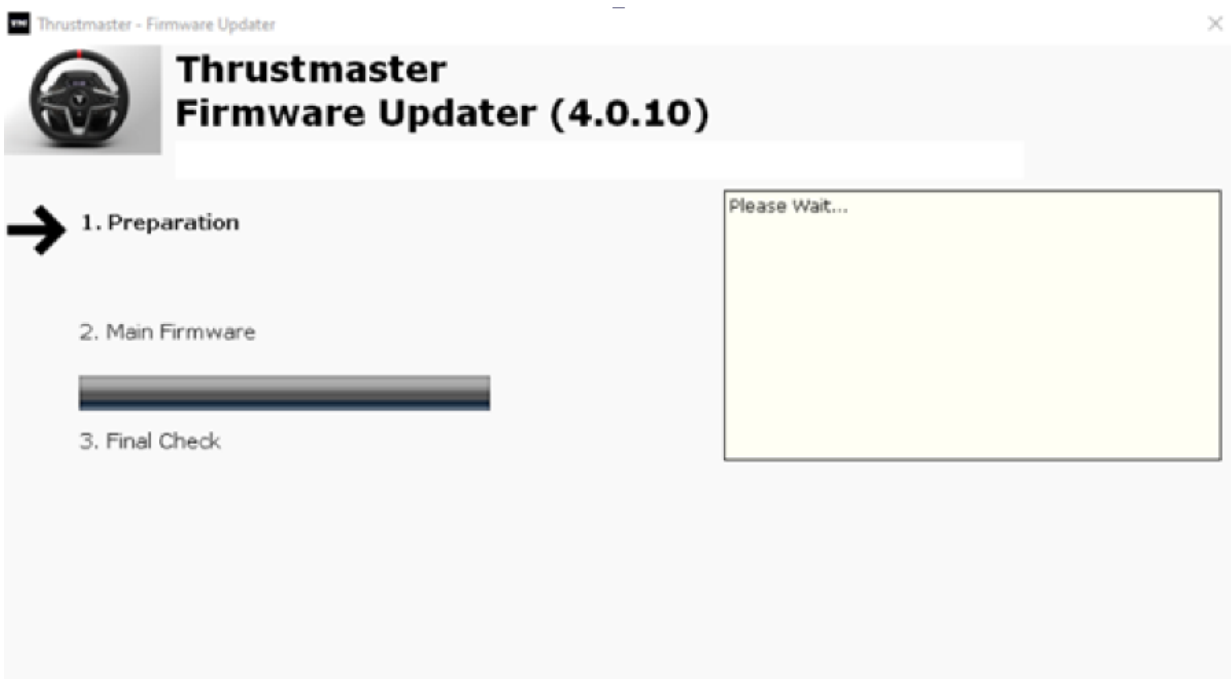 TM Thrustmaster - Firmware Updater
Thrustmaster
Firmware Updater (4.0.10)
1. Preparation
Please Wait...
2. Main Firmware
3. Final Check